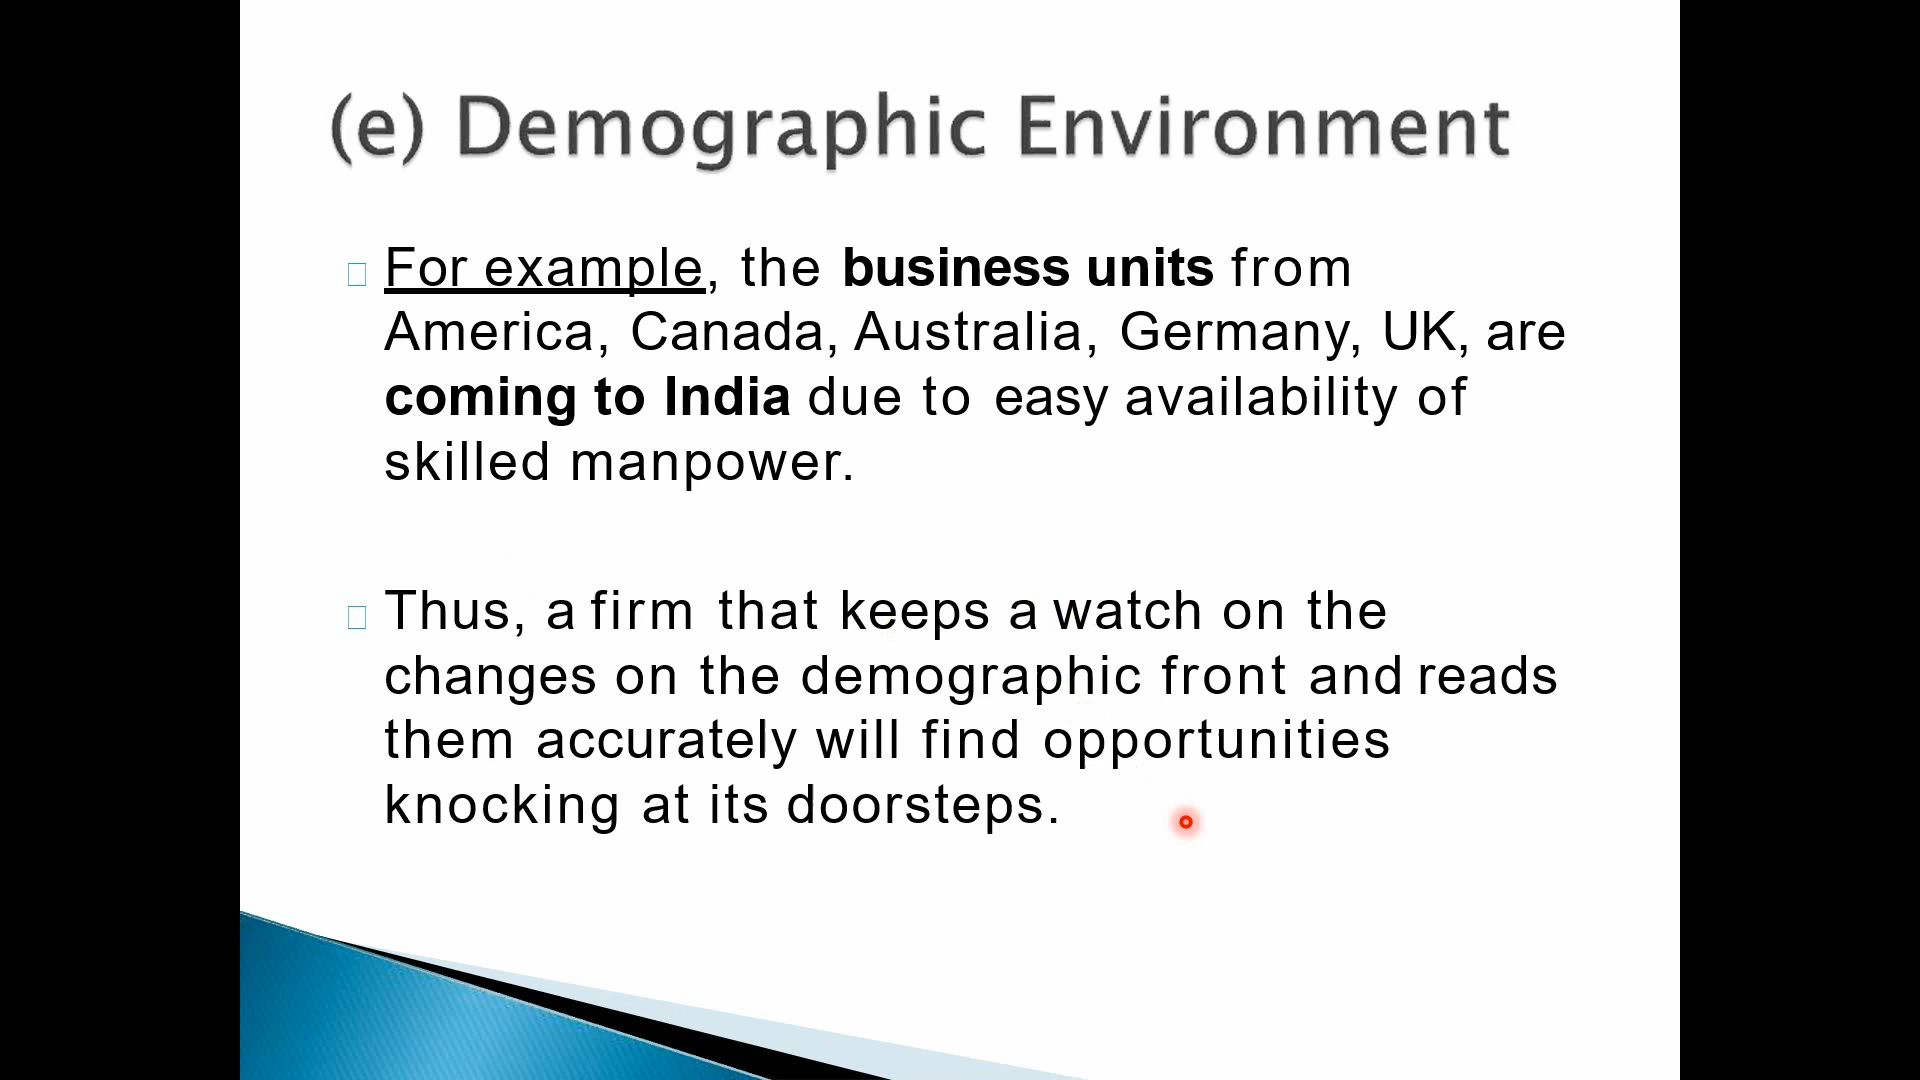 (e) Demographic Environment
For example, the business units from
America, Canada, Australia, Germany, UK, are
coming to India due to easy availability of
skilled manpower.
Thus, a firm that keeps a watch on the
changes on the demographic front and reads
them accurately will find opportunities
knocking at its doorsteps.